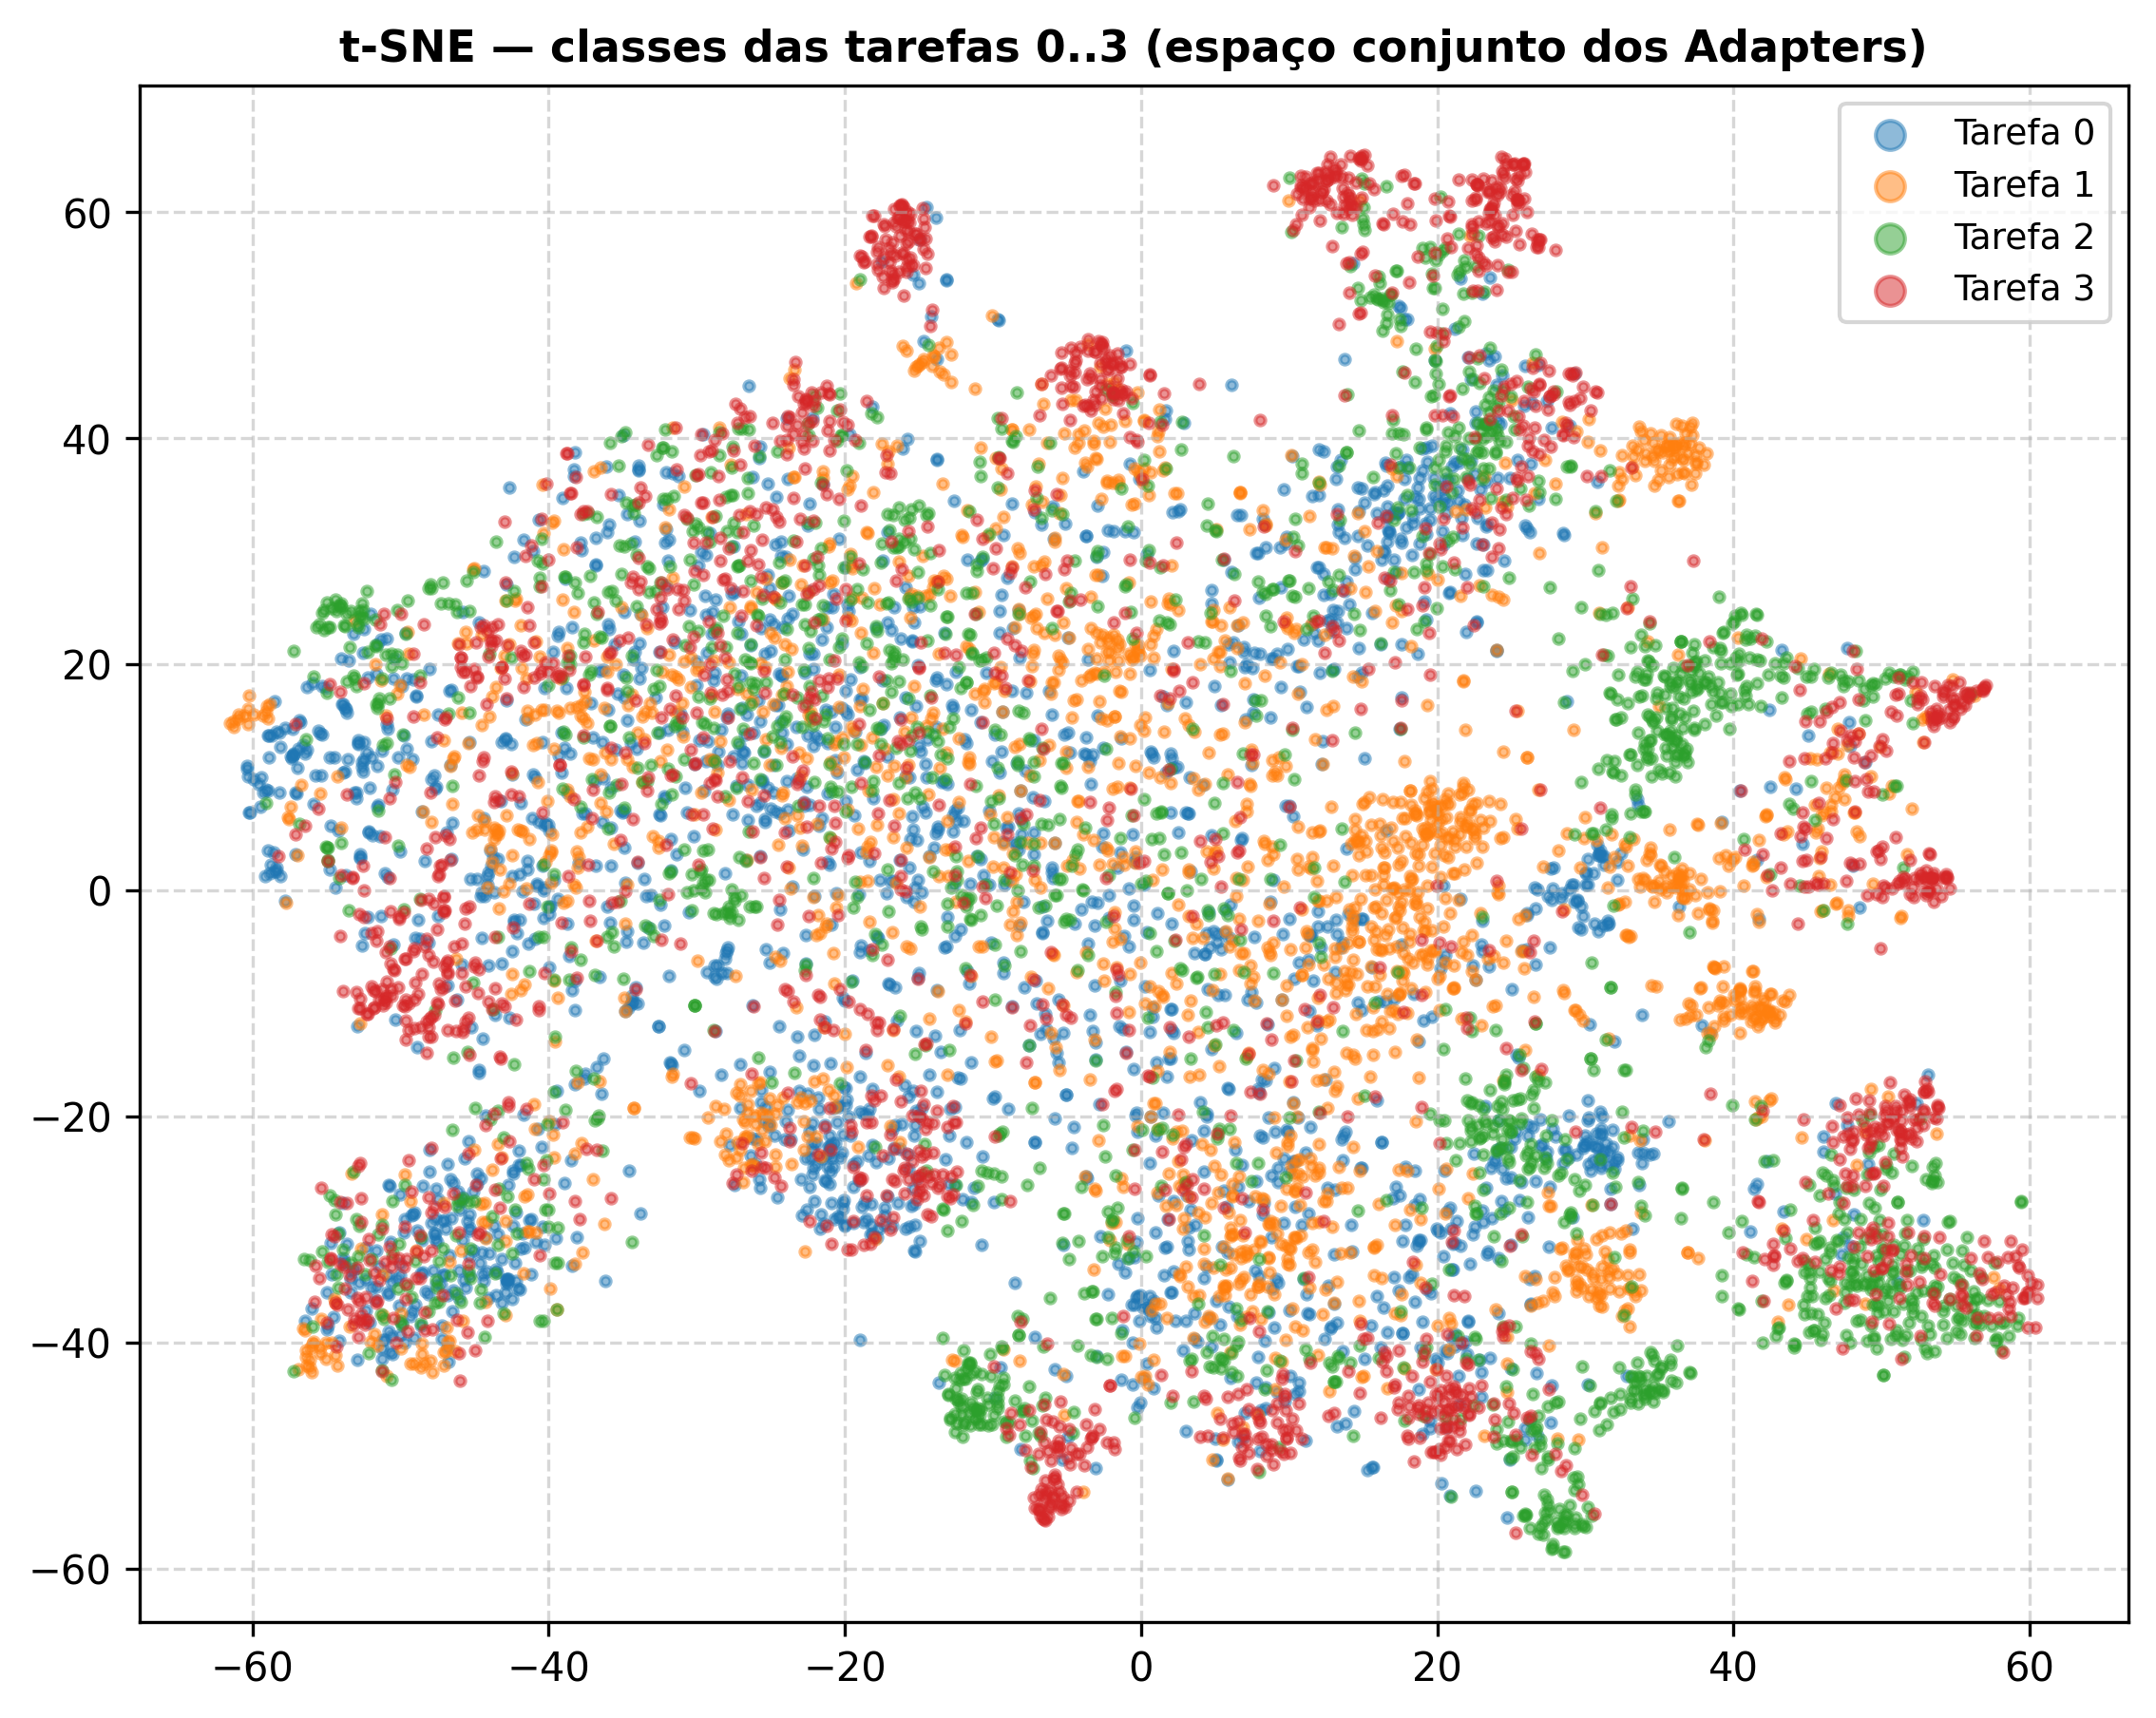 t-SNE — classes das tarefas 0..3 (espaço conjunto dos Adapters)
Tarefa 0
Tarefa 1
Tarefa 2
Tarefa 3
60
40
20
0
−20
−40
−60
−60 −40 −20 0 20 40 60